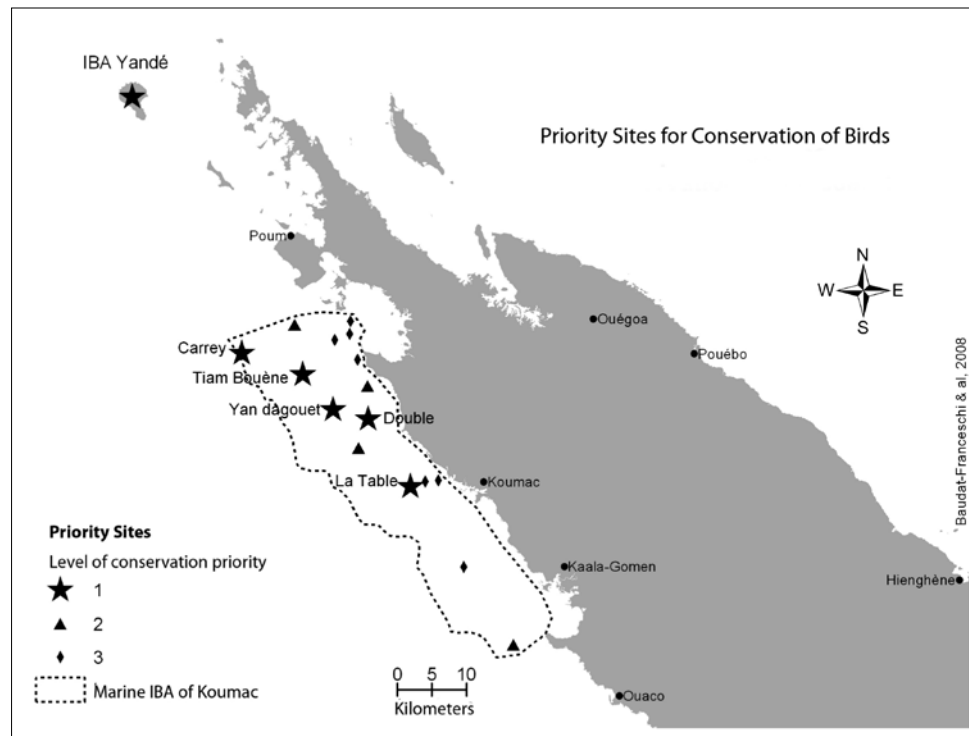 IBA Yandé
Priority Sites for Conservation of Birds
Poum
N
W E
S
Ouégoa
Carrey
Pouébo
Tiam Bouène
Yan dagouet
Double
La Table
Koumac
Priority Sites
Level of conservation priority
1
2
3
Marine IBA of Koumac
Kaala-Gomen
Hienghène
0 5 10
Kilometers
Ouaco
Baudat-Franceschi & al, 2008